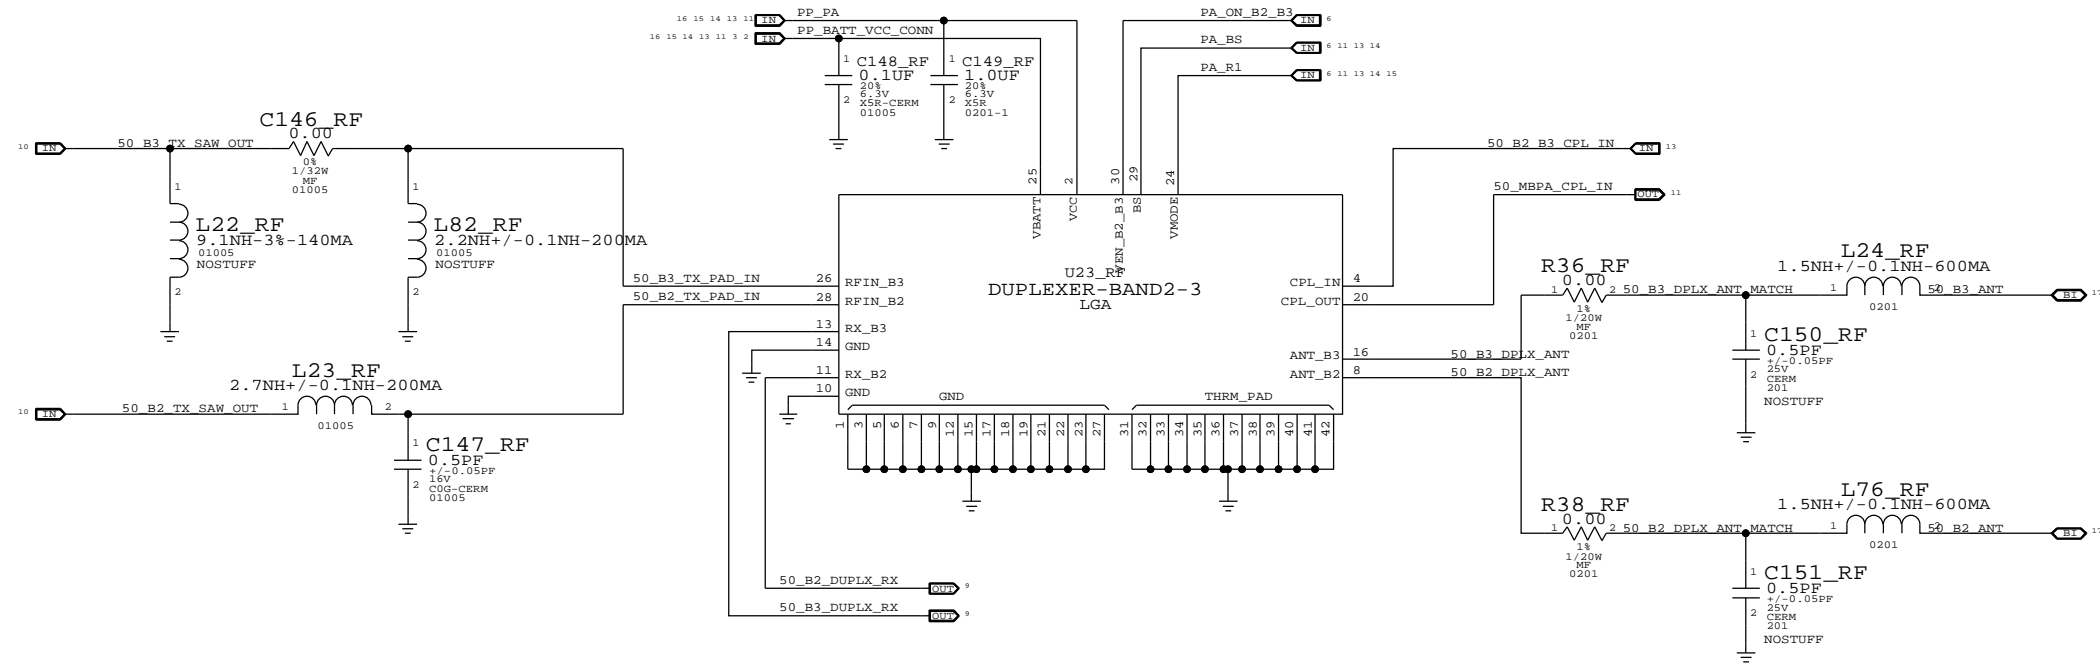 16 15 14 13 11 IN PP_PA
16 15 14 13 11 3 2 IN PP_BATT_VCC_CONN
PA_ON_B2_B3 IN 6
PA_BS IN 6 11 13 14
PA_R1 IN 6 11 13 14 15
1 C148_RF
0.1UF
20%
6.3V
2 X5R-CERM
01005
1 C149_RF
1.0UF
20%
6.3V
2 X5R
0201-1
C146_RF
0.00
10 IN 50_B3_TX_SAW_OUT
0%
1/32W
MF
01005
1
L22_RF
9.1NH-3%-140MA
01005
NOSTUFF
2
1
L82_RF
2.2NH+/-0.1NH-200MA
01005
NOSTUFF
2
50_B2_B3_CPL_IN IN 13
50_MBPA_CPL_IN OUT 11
25 2 30 29 24
VBATT VCC VEN_B2_B3 BS VMODE
U23_RF
DUPLEXER-BAND2-3
LGA
50_B3_TX_PAD_IN 26 RFIN_B3
50_B2_TX_PAD_IN 28 RFIN_B2
13 RX_B3
14 GND
11 RX_B2
10 GND
CPL_IN 4
CPL_OUT 20
ANT_B3 16 50_B3_DPLX_ANT
ANT_B2 8 50_B2_DPLX_ANT
GND THRM_PAD
1 3 5 6 7 9 12 15 17 18 19 21 22 23 27 31 32 33 34 35 36 37 38 39 40 41 42
L23_RF
2.7NH+/-0.1NH-200MA
10 IN 50_B2_TX_SAW_OUT 1 2
01005
1 C147_RF
0.5PF
+/-0.05PF
16V
2 C0G-CERM
01005
R36_RF
0.00
1 2 50_B3_DPLX_ANT_MATCH
1%
1/20W
MF
0201
L24_RF
1.5NH+/-0.1NH-600MA
1 2 50_B3_ANT BI
0201
1 C150_RF
0.5PF
+/-0.05PF
25V
2 CERM
201
NOSTUFF
R38_RF
0.00
1 2 50_B2_DPLX_ANT_MATCH
1%
1/20W
MF
0201
L76_RF
1.5NH+/-0.1NH-600MA
1 2 50_B2_ANT BI
0201
1 C151_RF
0.5PF
+/-0.05PF
25V
2 CERM
201
NOSTUFF
50_B2_DUPLX_RX OUT 9
50_B3_DUPLX_RX OUT 9